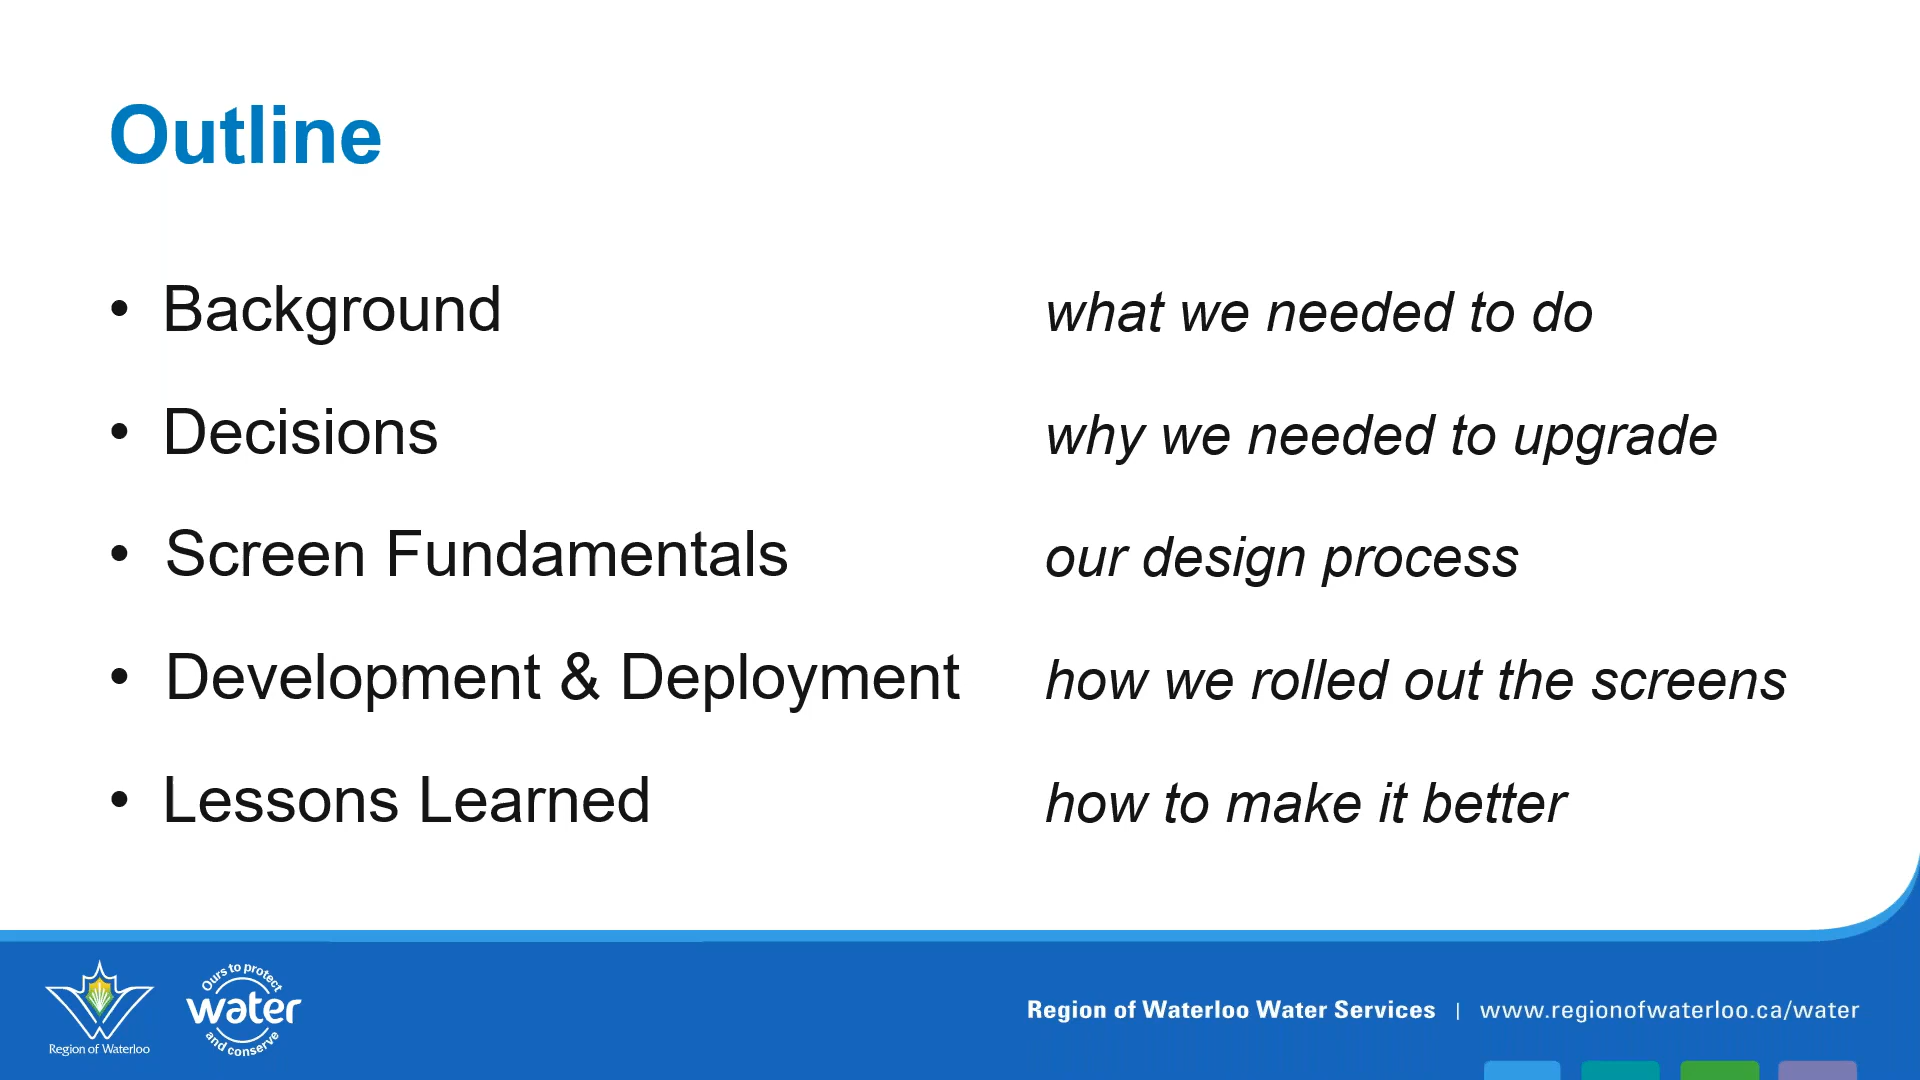 Outline
• Background what we needed to do
• Decisions why we needed to upgrade
• Screen Fundamentals our design process
• Development & Deployment how we rolled out the screens
• Lessons Learned how to make it better
Region of Waterloo
Ours to protect
water
and conserve
Region of Waterloo Water Services | www.regionofwaterloo.ca/water